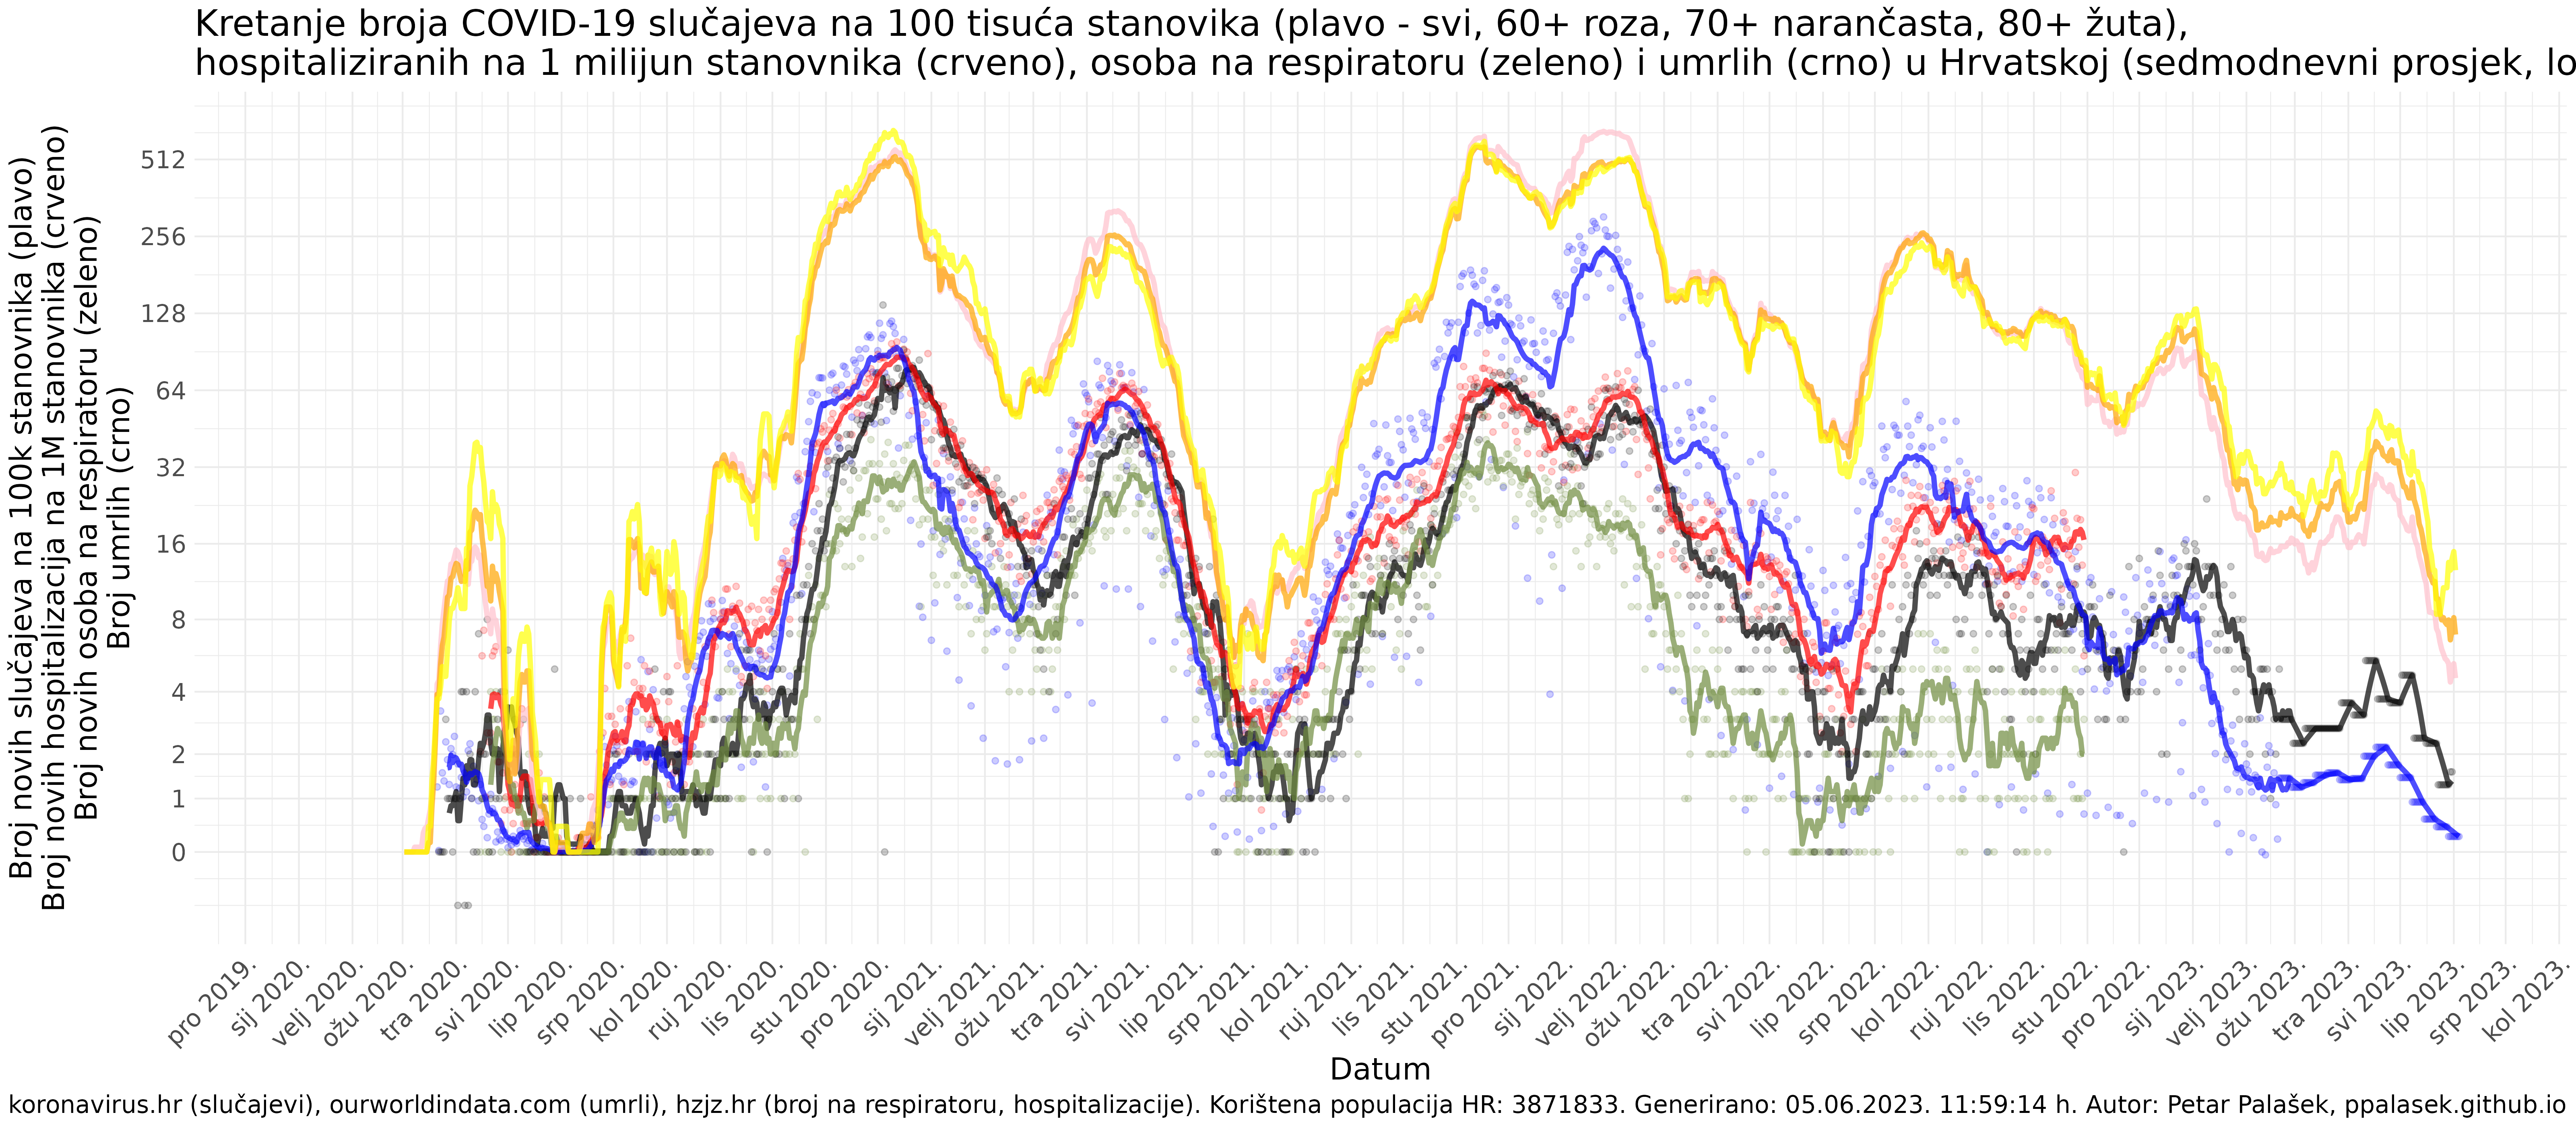 Kretanje broja COVID-19 slučajeva na 100 tisuća stanovika (plavo - svi, 60+ roza, 70+ narančasta, 80+ žuta),
hospitaliziranih na 1 milijun stanovnika (crveno), osoba na respiratoru (zeleno) i umrlih (crno) u Hrvatskoj (sedmodnevni prosjek, lo
Broj novih slučajeva na 100k stanovnika (plavo)
Broj novih hospitalizacija na 1M stanovnika (crveno)
Broj novih osoba na respiratoru (zeleno)
Broj umrlih (crno)
512
256
128
64
32
16
8
4
2
1
0
pro 2019.
sij 2020.
velj 2020.
ožu 2020.
tra 2020.
svi 2020.
lip 2020.
srp 2020.
kol 2020.
ruj 2020.
lis 2020.
stu 2020.
pro 2020.
sij 2021.
velj 2021.
ožu 2021.
tra 2021.
svi 2021.
lip 2021.
srp 2021.
kol 2021.
ruj 2021.
lis 2021.
stu 2021.
pro 2021.
sij 2022.
velj 2022.
ožu 2022.
tra 2022.
svi 2022.
lip 2022.
srp 2022.
kol 2022.
ruj 2022.
lis 2022.
stu 2022.
pro 2022.
sij 2023.
velj 2023.
ožu 2023.
tra 2023.
svi 2023.
lip 2023.
srp 2023.
kol 2023.
Datum
koronavirus.hr (slučajevi), ourworldindata.com (umrli), hzjz.hr (broj na respiratoru, hospitalizacije). Korištena populacija HR: 3871833. Generirano: 05.06.2023. 11:59:14 h. Autor: Petar Palašek, ppalasek.github.io